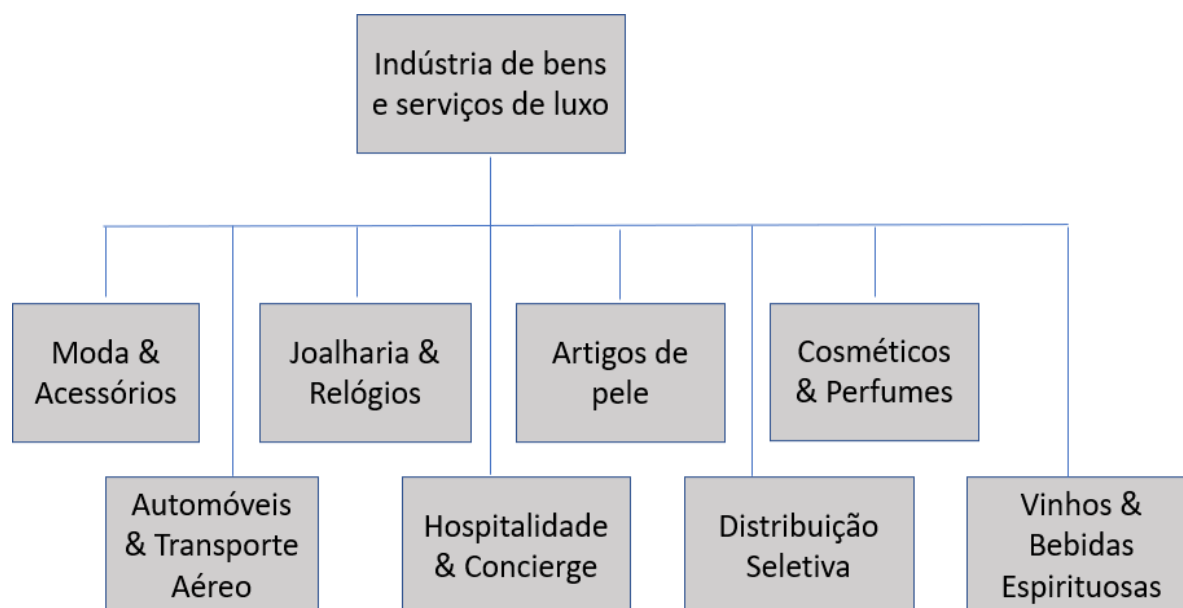 Indústria de bens
e serviços de luxo
Moda &
Acessórios
Joalharia &
Relógios
Artigos de
pele
Cosméticos
& Perfumes
Automóveis
& Transporte
Aéreo
Hospitalidade
& Concierge
Distribuição
Seletiva
Vinhos &
Bebidas
Espirituosas